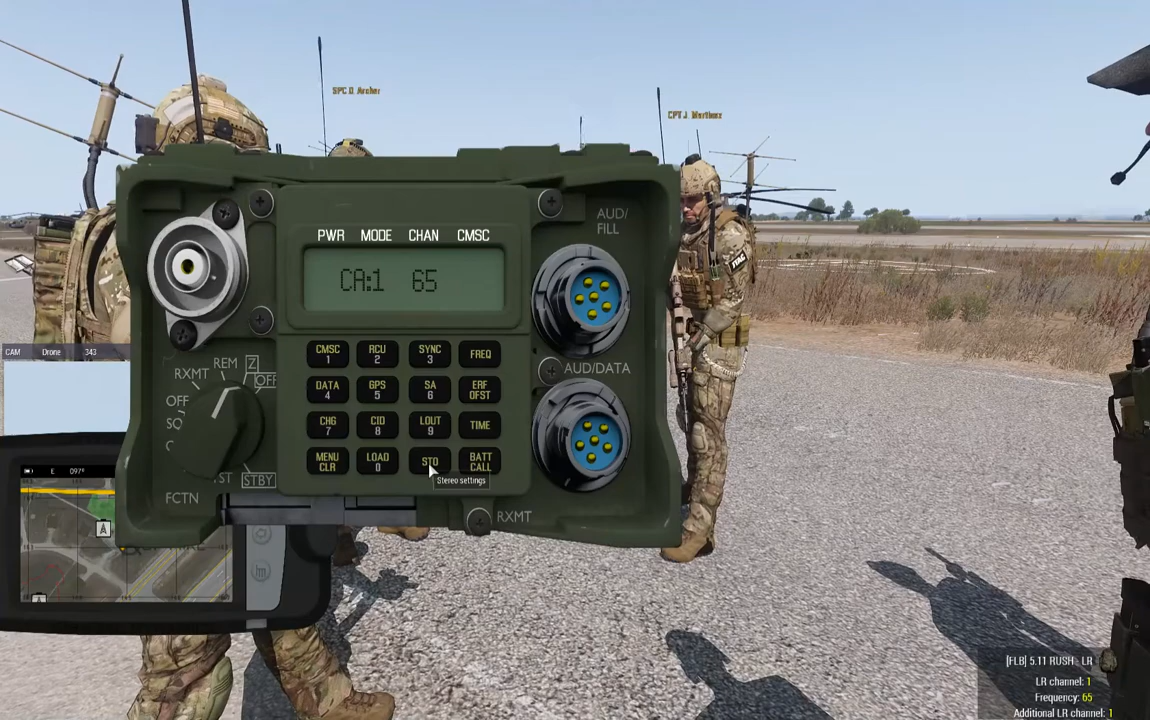 SPC.D. Archer
CPT.J. Martinez
AUD/
FILL
PWR MODE CHAN CMSC
CA:1 65
CMSC
1
RCU
2
SYNC
3
FREQ
DATA
4
GPS
5
SA
6
ERF
OFST
CHG
7
CID
8
LOUT
9
TIME
MENU
CLR
LOAD
0
STO
BATT
CALL
Stereo settings
AUD/DATA
RXMT
REM
Z
OFF
RXMT
OFF
SQ
STBY
FCTN
JTAC
CAM Drone 343
E 097°
[FLB] 5.11 RUSH LR
LR channel: 1
Frequency: 65
Additional LR channel: 1